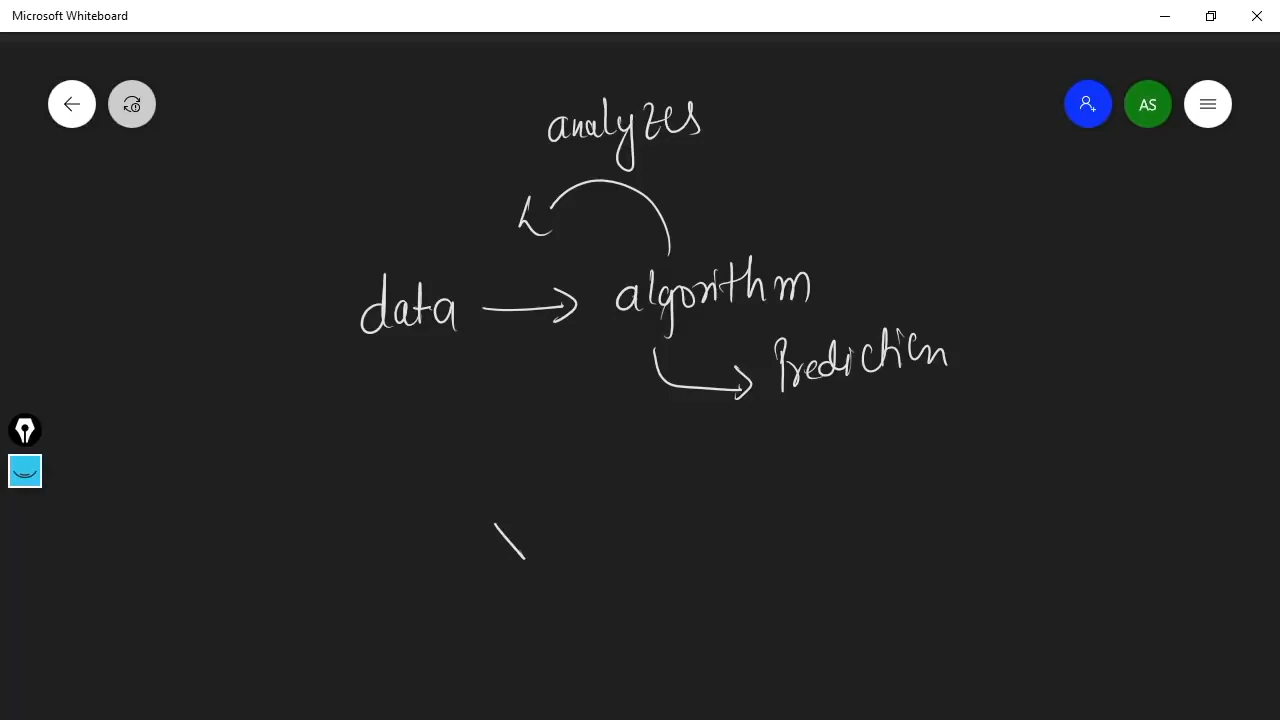 Microsoft Whiteboard
AS
analyzes
data → algorithm
Prediction